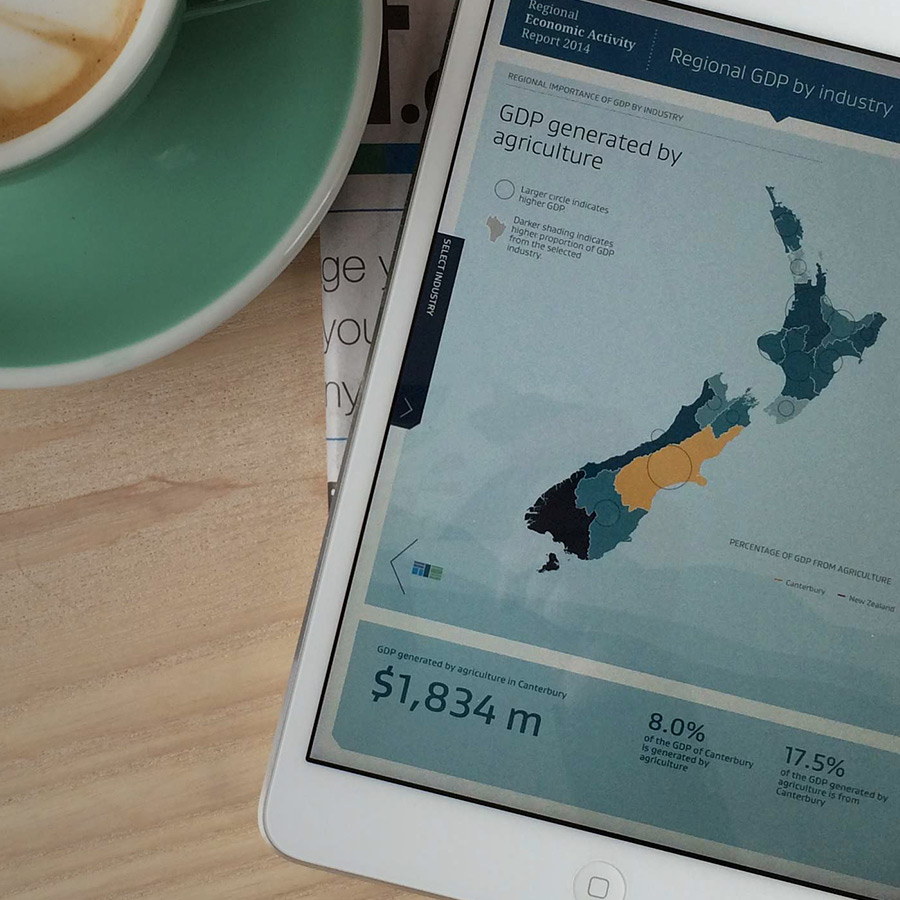 Regional
Economic Activity
Report 2014
Regional GDP by industry
REGIONAL IMPORTANCE OF GDP BY INDUSTRY
GDP generated by
agriculture
Larger circle indicates
higher GDP
Darker shading indicates
higher proportion of GDP
from the selected
industry.
SELECT INDUSTRY
PERCENTAGE OF GDP FROM AGRICULTURE
Canterbury
New Zealand
GDP generated by agriculture in Canterbury
$1,834 m
8.0%
of the GDP of Canterbury
is generated by
agriculture
17.5%
of the GDP generated by
agriculture is from
Canterbury
ge y
you
ny